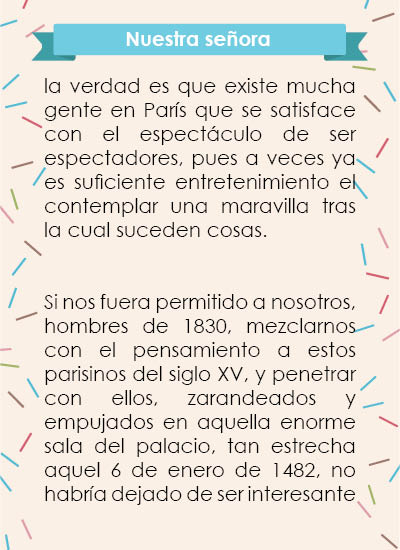 Nuestra señora
la verdad es que existe mucha
gente en París que se satisface
con el espectáculo de ser
espectadores, pues a veces ya
es suficiente entretenimiento el
contemplar una maravilla tras
la cual suceden cosas.
Si nos fuera permitido a nosotros,
hombres de 1830, mezclarnos
con el pensamiento a estos
parisinos del siglo XV, y penetrar
con ellos, zarandeados y
empujados en aquella enorme
sala del palacio, tan estrecha
aquel 6 de enero de 1482, no
habría dejado de ser interesante